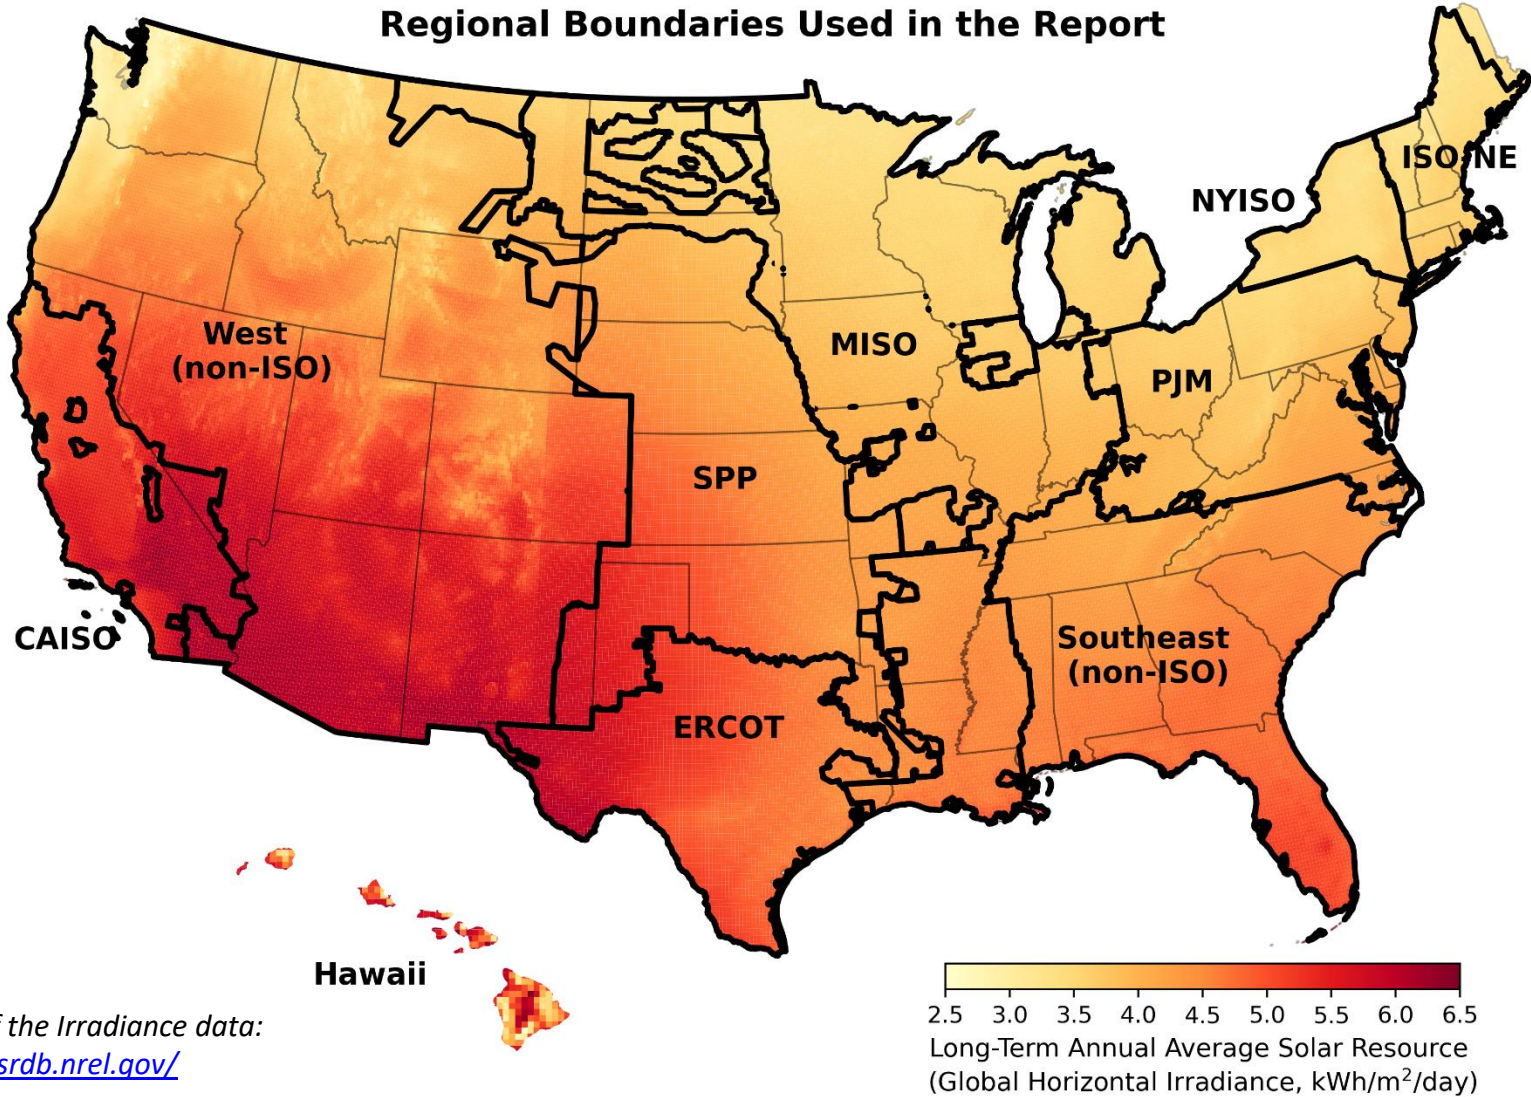 Regional Boundaries Used in the Report
ISO-NE
NYISO
West
(non-ISO)
MISO
PJM
SPP
CAISO
Southeast
(non-ISO)
ERCOT
Hawaii
2.5 3.0 3.5 4.0 4.5 5.0 5.5 6.0 6.5
Long-Term Annual Average Solar Resource
(Global Horizontal Irradiance, kWh/m²/day)
the Irradiance data:
srdb.nrel.gov/